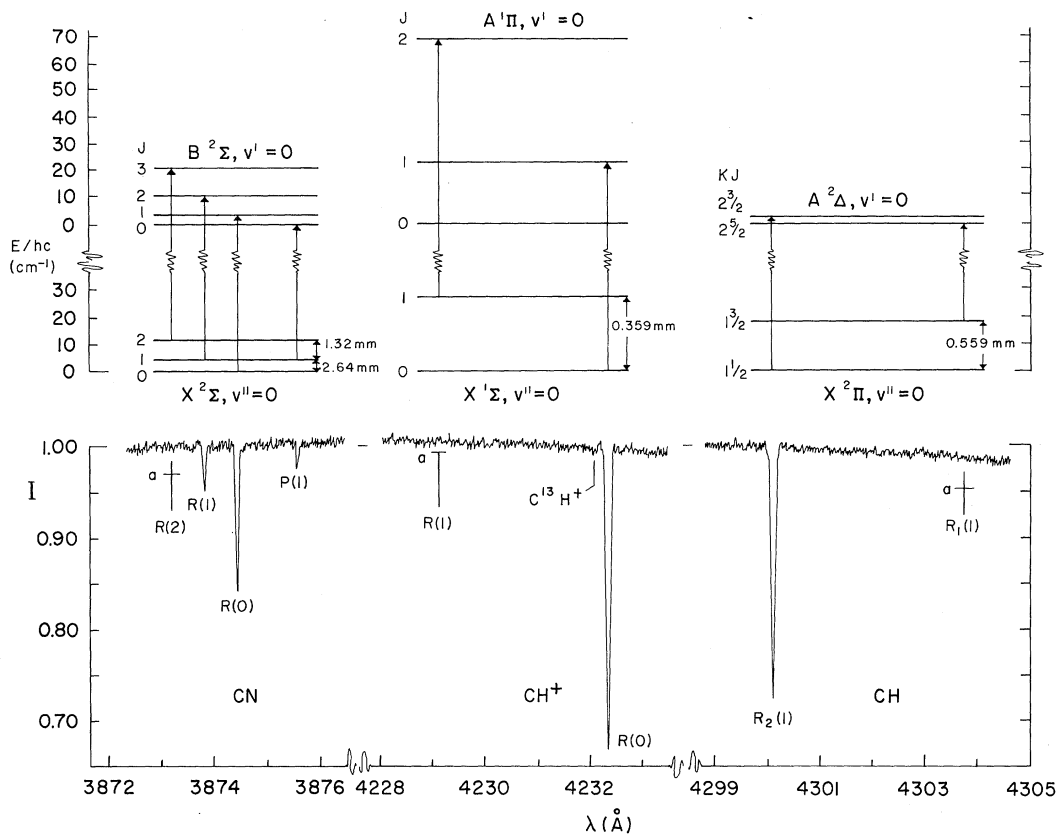 A ¹Π, v' = 0
B ²Σ, v' = 0
A ²Δ, v' = 0
70
60
50
40
30
20
10
0
E/hc
(cm⁻¹)
30
20
10
0
J
3
2
1
0
2
1
0
1.32 mm
2.64 mm
X ²Σ, v'' = 0
J
2
1
0
1
0
0.359 mm
X ¹Σ, v'' = 0
KJ
2 3/2
2 5/2
1 3/2
1 1/2
0.559 mm
X ²Π, v'' = 0
I
1.00
0.90
0.80
0.70
a
R(2)
R(1)
R(0)
P(1)
CN
a
R(1)
C¹³H⁺
R(0)
CH⁺
R₂(1)
a
R₁(1)
CH
3872
3874
3876
4228
4230
4232
4299
4301
4303
4305
λ(Å)